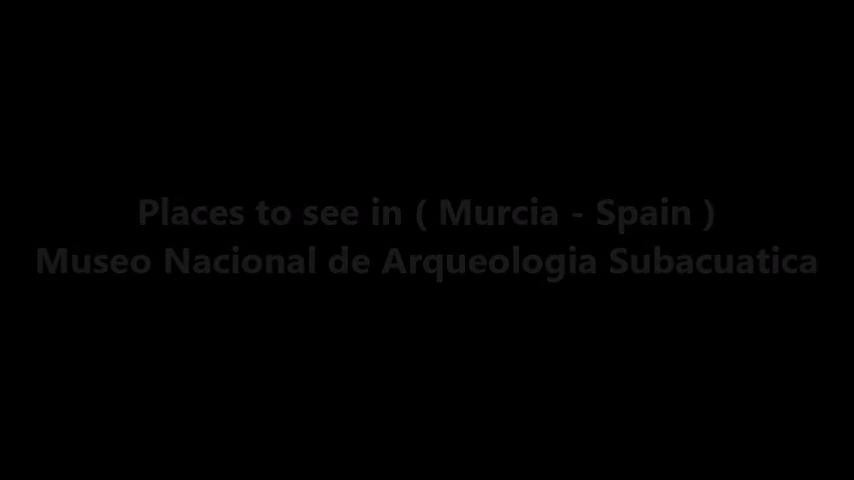 Places to see in ( Murcia - Spain )
Museo Nacional de Arqueologia Subacuatica